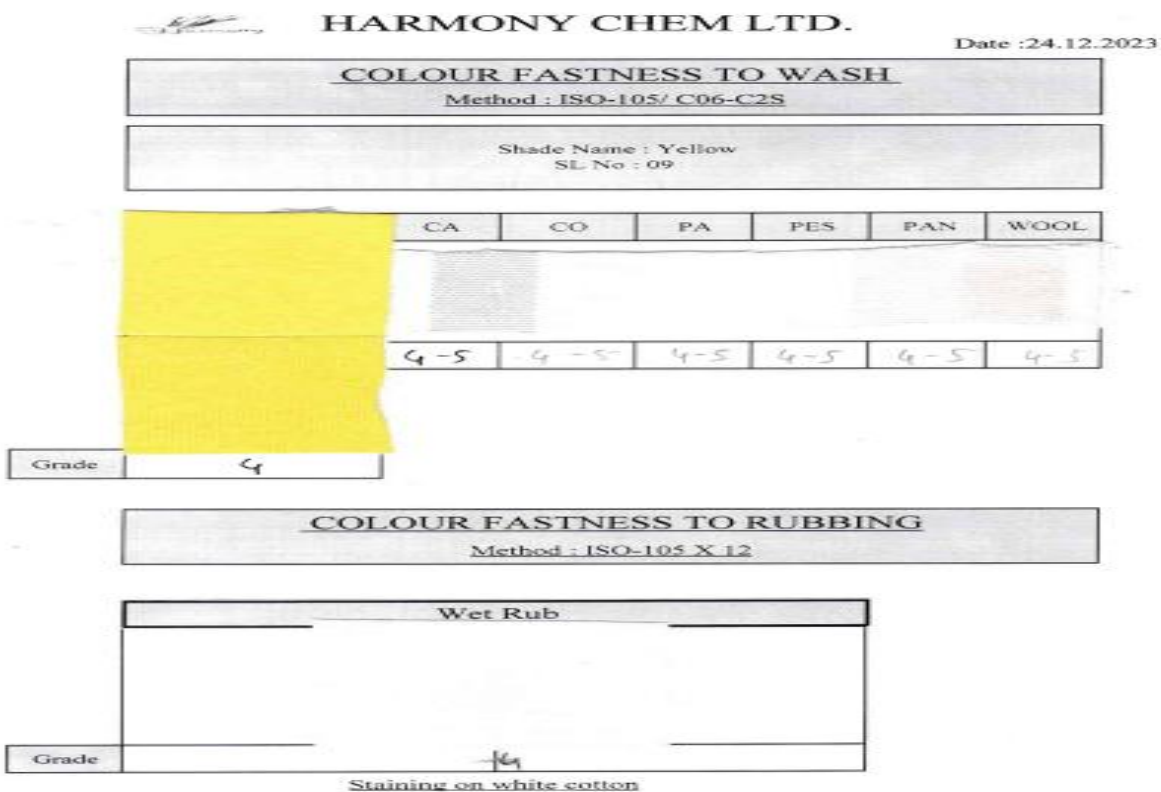 HARMONY CHEM LTD.
Date :24.12.2023
COLOUR FASTNESS TO WASH
Method : ISO-105/ C06-C2S
Shade Name : Yellow
SL No : 09
CA CO PA PES PAN WOOL
4-5 4-5 4-5 4-5 4-5 4-5
Grade 4
COLOUR FASTNESS TO RUBBING
Method : ISO-105 X 12
Wet Rub
Grade 4
Staining on white cotton